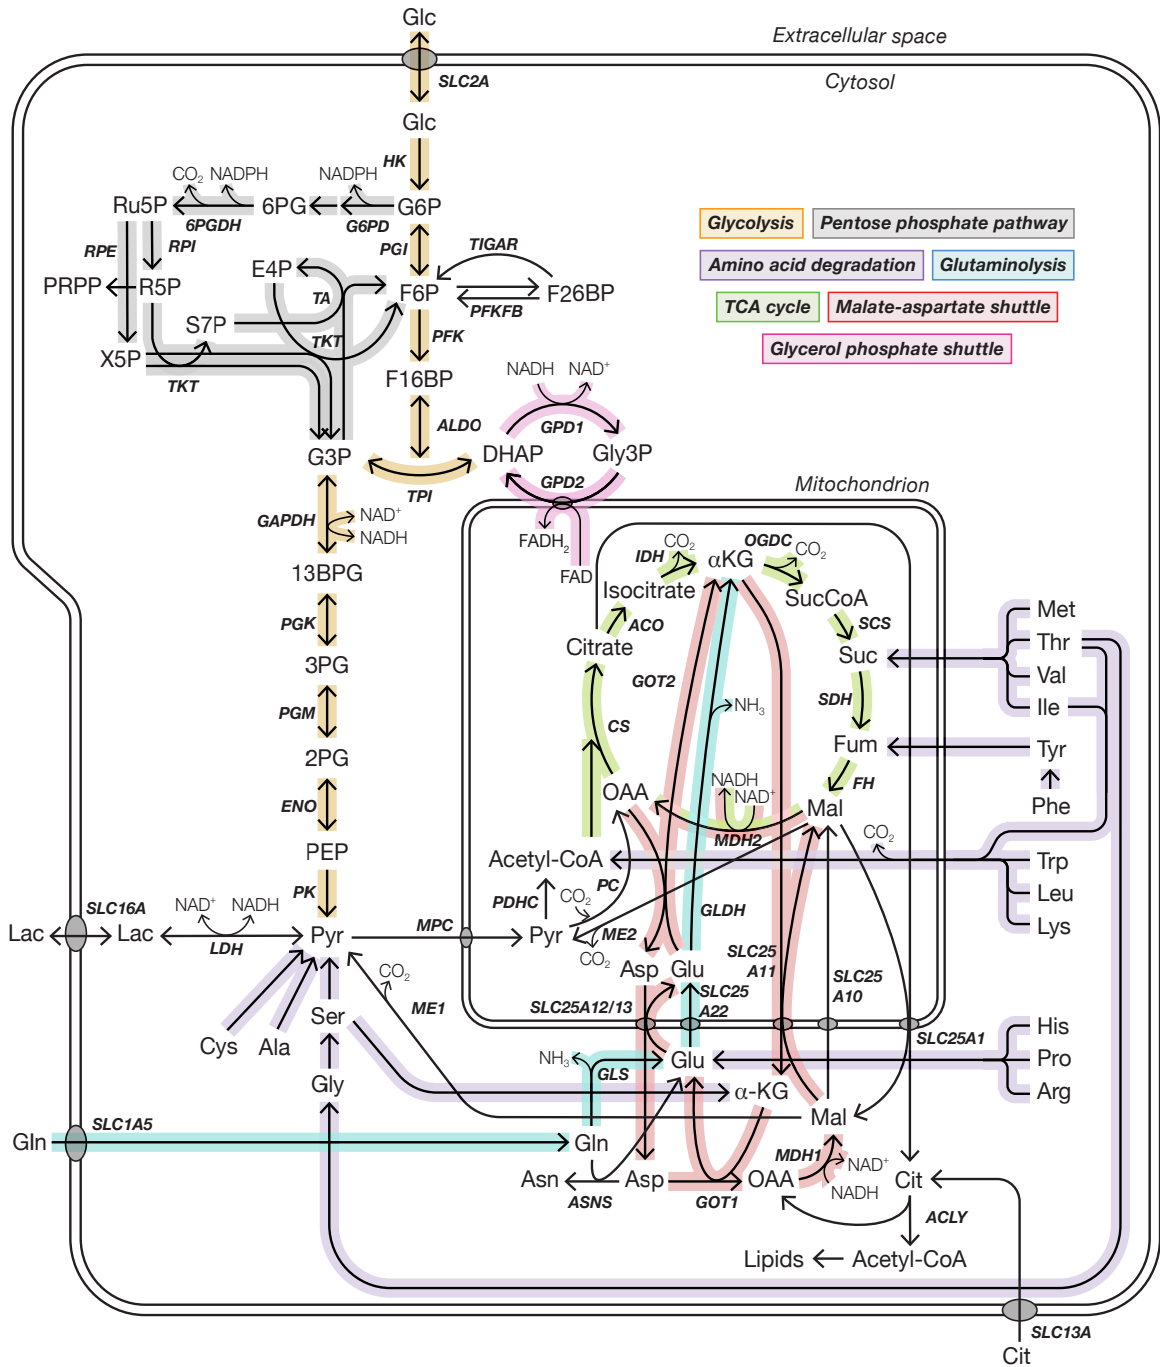 Glc
Extracellular space
SLC2A
Cytosol
Glc
HK
CO2 NADPH NADPH
Ru5P 6PG G6P
6PGDH G6PD
Glycolysis Pentose phosphate pathway
RPE RPI PGI TIGAR
Amino acid degradation Glutaminolysis
E4P
PRPP R5P TA F6P F26BP
PFKFB
TCA cycle Malate-aspartate shuttle
S7P
TKT PFK
Glycerol phosphate shuttle
X5P
TKT F16BP NADH NAD+
ALDO GPD1
G3P DHAP Gly3P
TPI GPD2
Mitochondrion
GAPDH NAD+
NADH
FADH2
FAD
IDH CO2 αKG OGDC CO2
13BPG
Isocitrate SucCoA
PGK ACO SCS
Met
Citrate Suc
Thr
3PG
GOT2
Val
PGM SDH
NH3
Ile
CS
2PG Fum Tyr
FH
NADH
NAD+
ENO OAA Mal Phe
MDH2
CO2
PEP Acetyl-CoA Trp
PK PDHC CO2 PC GLDH
Leu
SLC16A NAD+ NADH
Lys
Lac Lac LDH Pyr MPC Pyr ME2
CO2
Asp Glu
SLC25
A11
SLC25
A10
CO2
ME1
SLC25A12/13 SLC25
A22
Ser
SLC25A1
His
Cys Ala
NH3 GLS Glu Pro
Gly α-KG Arg
Mal
SLC1A5
Gln Gln
MDH1 NAD+
NADH
Asn ASNS Asp GOT1 OAA Cit
ACLY
Lipids Acetyl-CoA
SLC13A
Cit